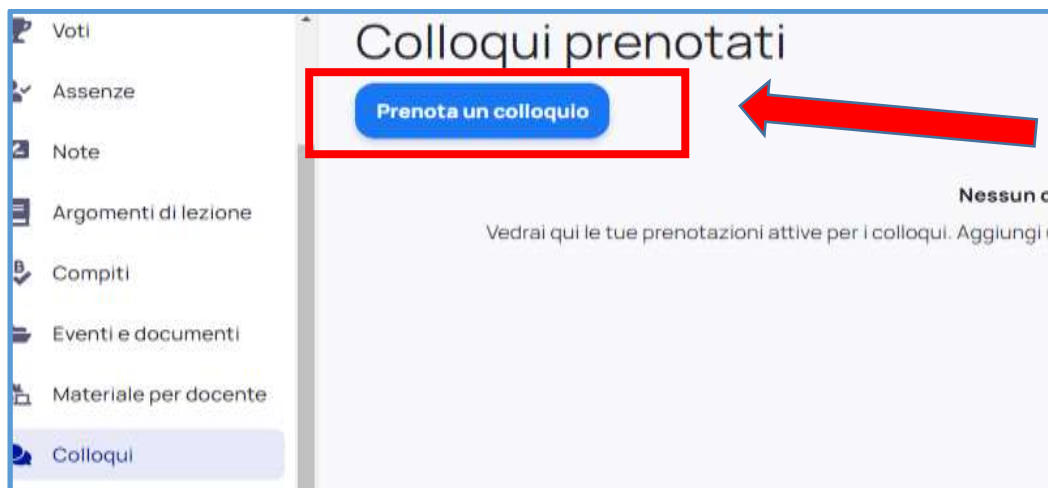 Voti
Assenze
Note
Argomenti di lezione
Compiti
Eventi e documenti
Materiale per docente
Colloqui
Colloqui prenotati
Prenota un colloquio
Nessun
Vedrai qui le tue prenotazioni attive per i colloqui. Aggiungi